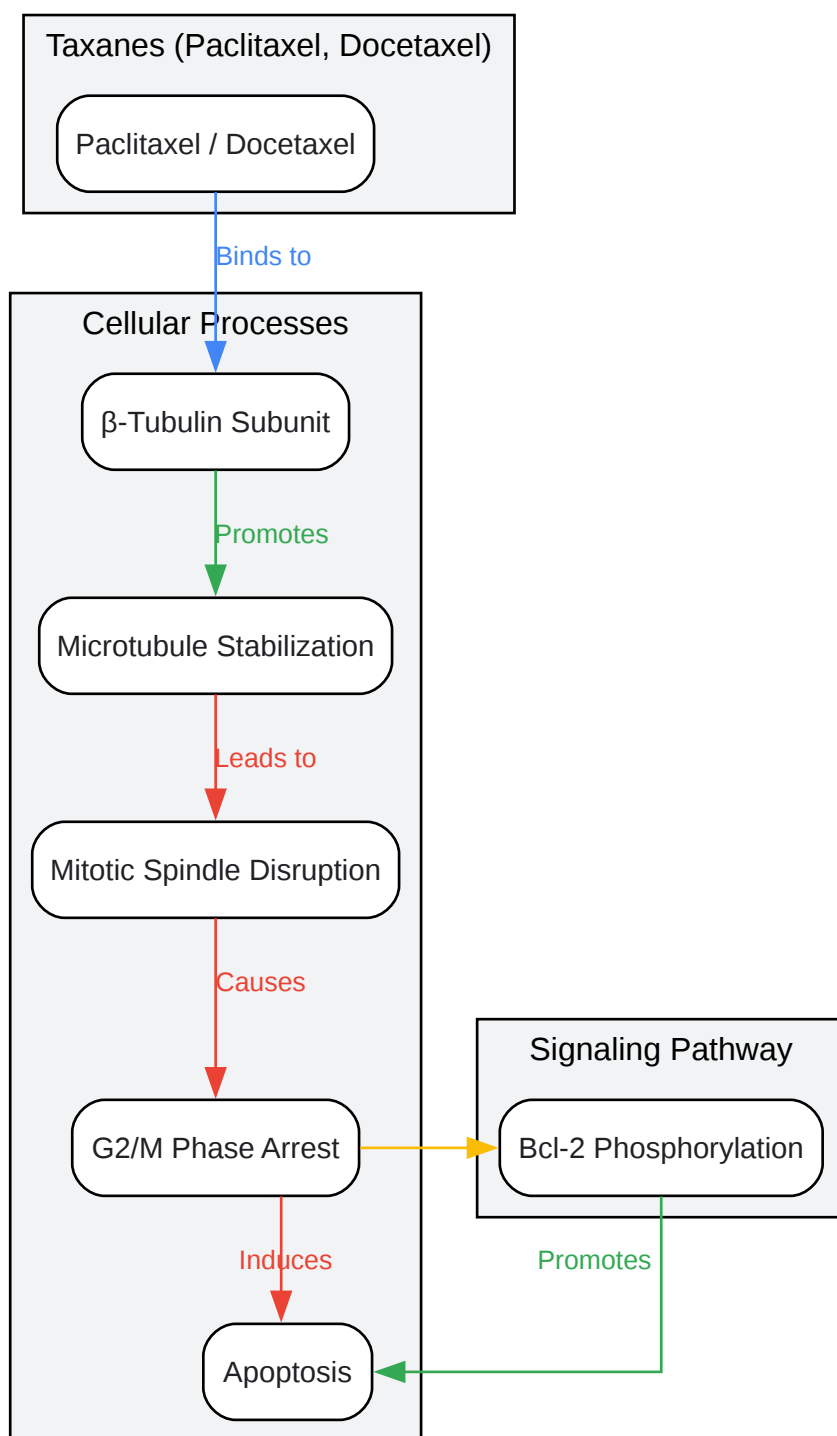 Taxanes (Paclitaxel, Docetaxel)
Paclitaxel / Docetaxel
Binds to
Cellular Processes
β-Tubulin Subunit
Promotes
Microtubule Stabilization
Leads to
Mitotic Spindle Disruption
Causes
Signaling Pathway
G2/M Phase Arrest
Bcl-2 Phosphorylation
Induces
Promotes
Apoptosis